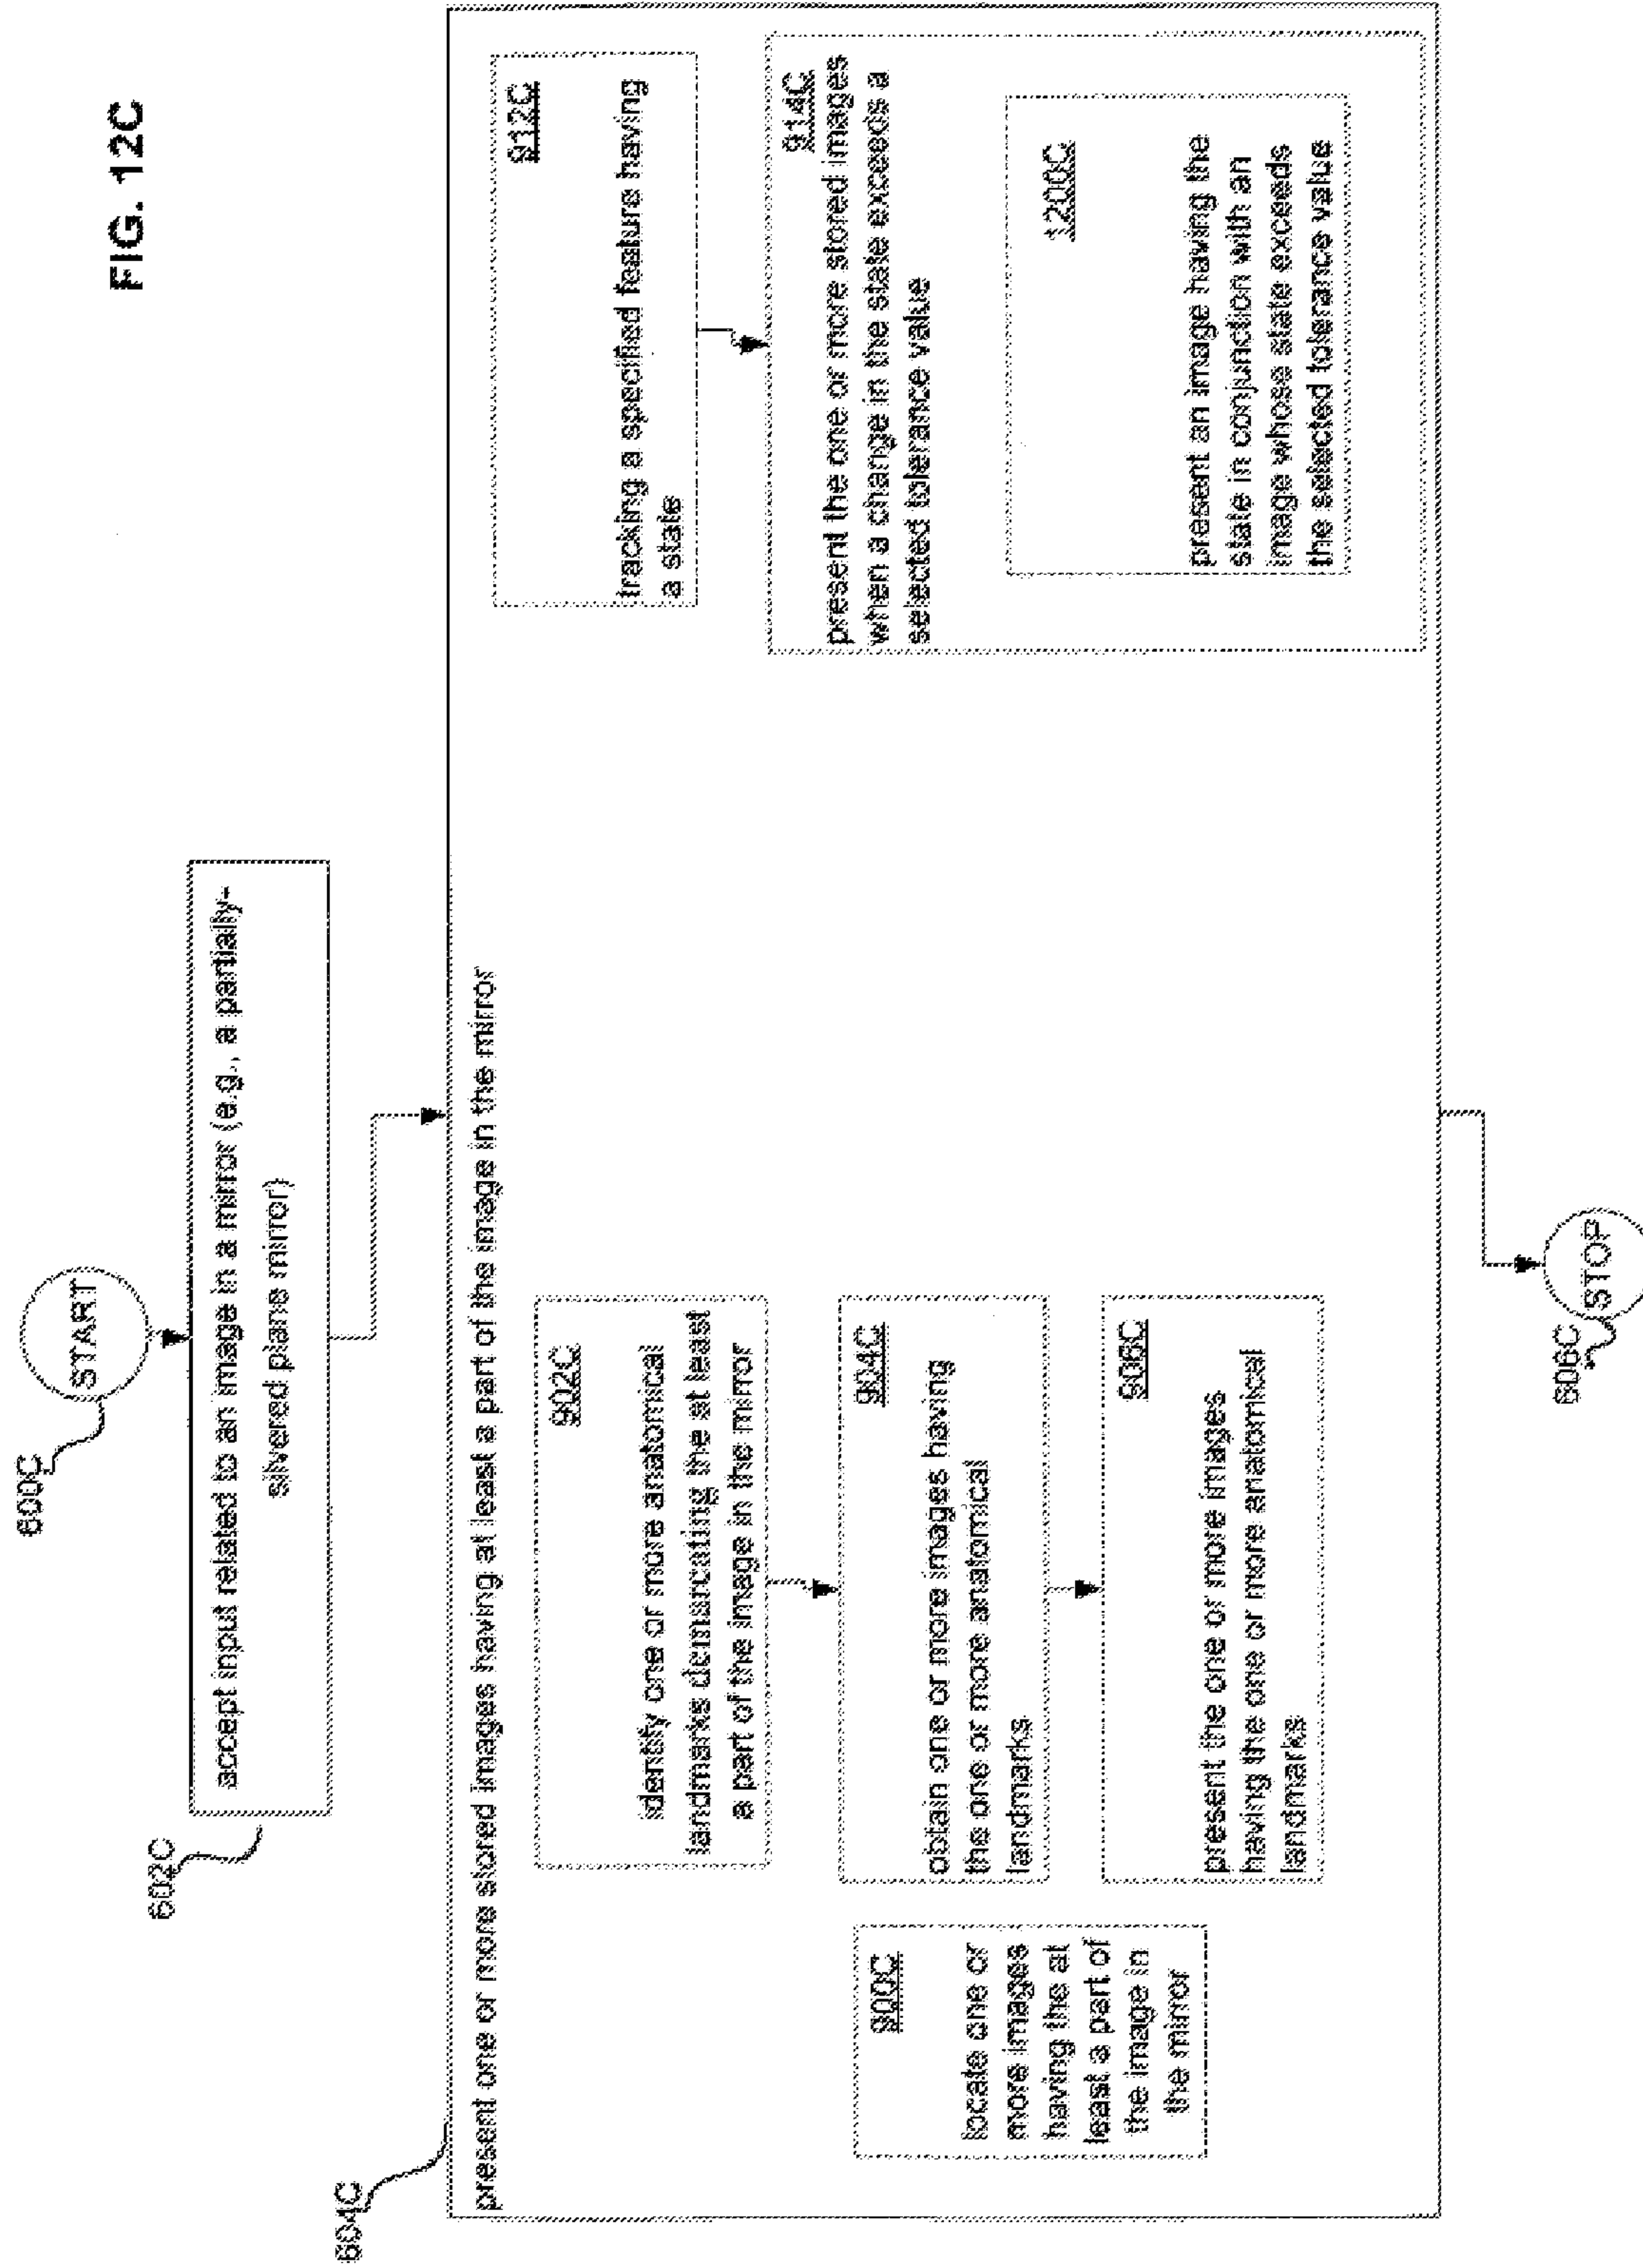 FIG. 12C
600C
START
602C
accept input related to an image in a mirror (e.g., a partially-
silvered plane mirror)
604C
present one or more stored images having at least a part of the image in the mirror
900C
locate one or
more images
having the at
least a part of
the image in
the mirror
902C
identify one or more anatomical
landmarks demarcating the at least
a part of the image in the mirror
904C
obtain one or more images having
the one or more anatomical
landmarks
906C
present the one or more images
having the one or more anatomical
landmarks
912C
tracking a specified feature having
a state
914C
present the one or more stored images
when a change in the state exceeds a
selected tolerance value
1200C
present an image having the
state in conjunction with an
image whose state exceeds
the selected tolerance value
606C
STOP